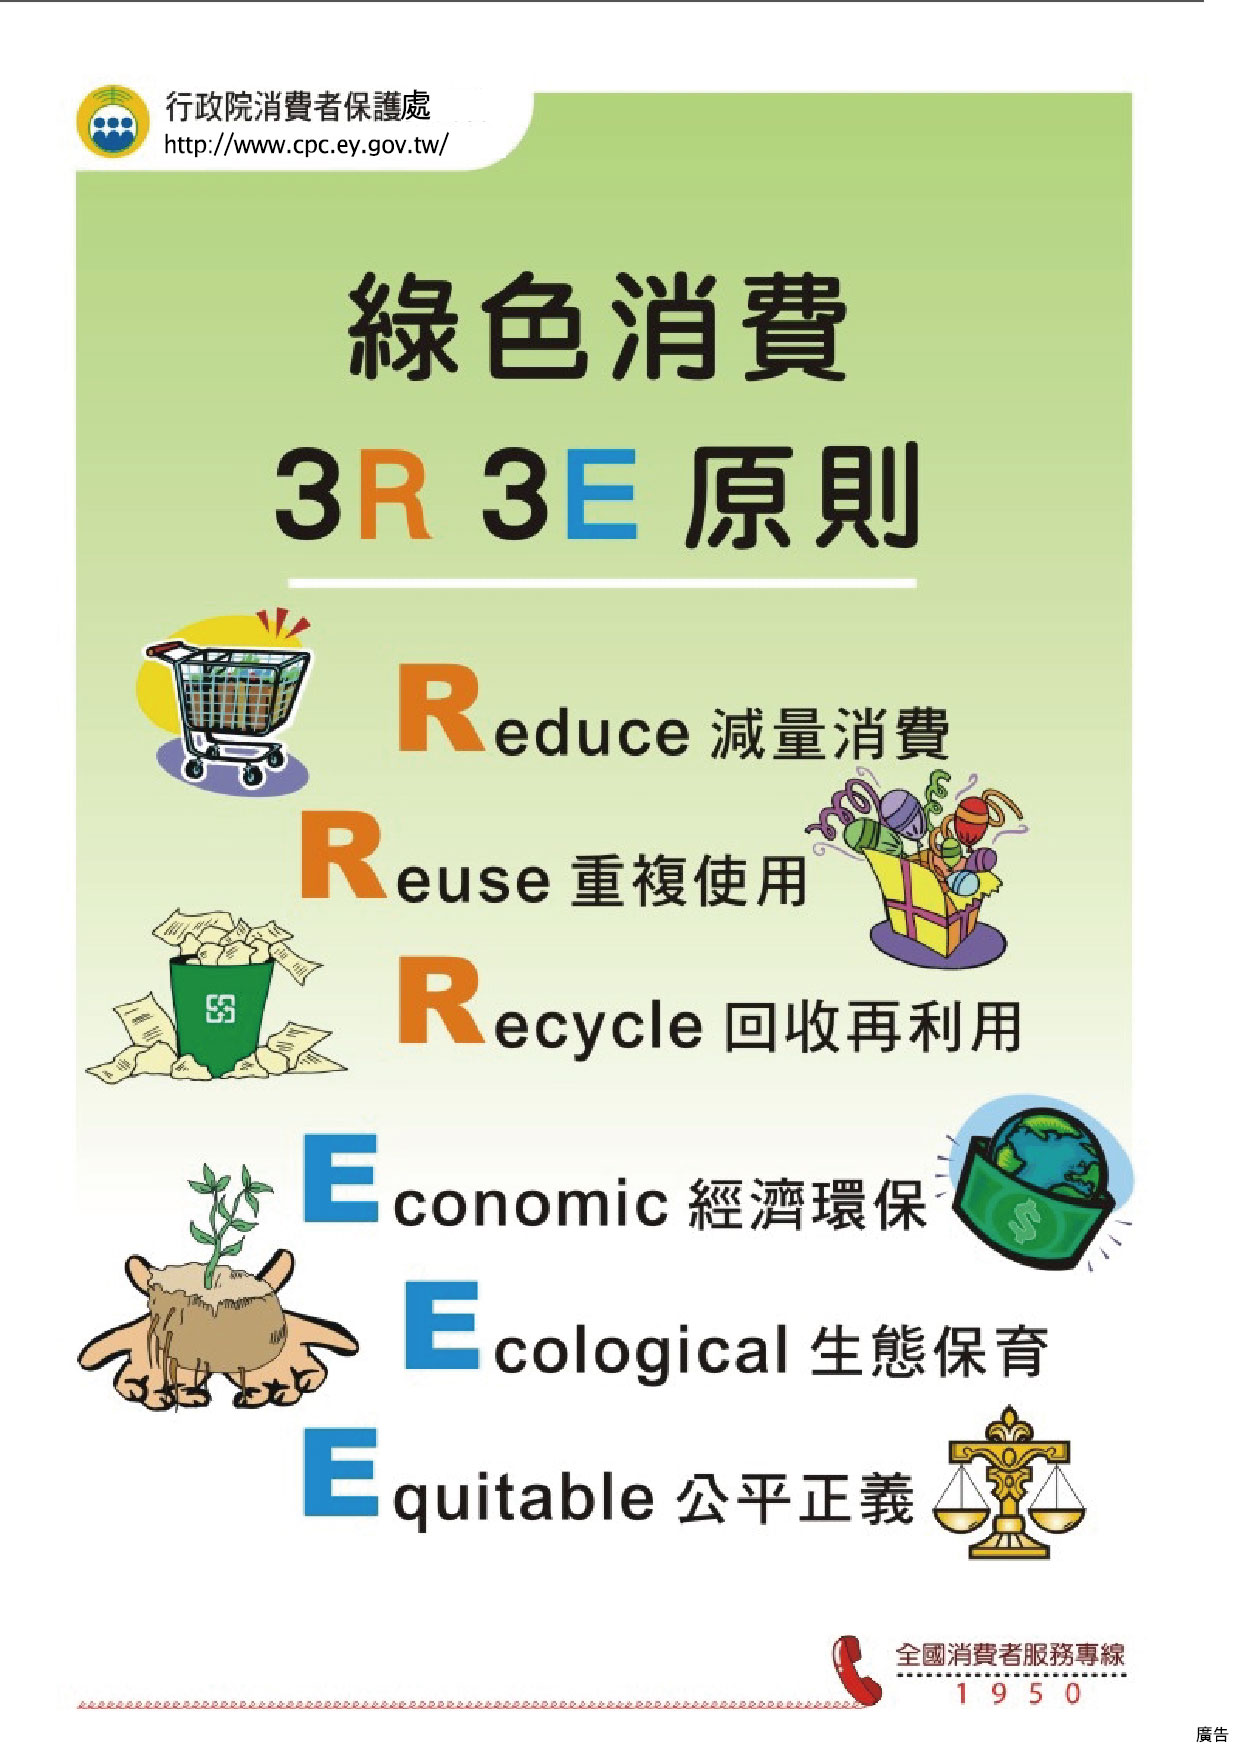 行政院消費者保護處
http://www.cpc.ey.gov.tw/
綠色消費
3R 3E 原則
Reduce 減量消費
Reuse 重複使用
Recycle 回收再利用
Economic 經濟環保
Ecological 生態保育
Equitable 公平正義
全國消費者服務專線
1950
廣告